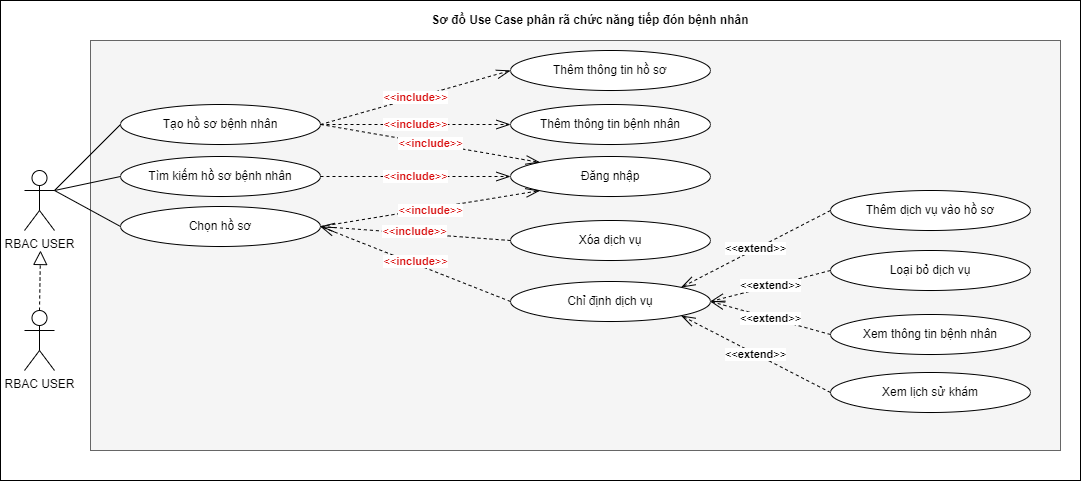 Sơ đồ Use Case phân rã chức năng tiếp đón bệnh nhân
Thêm thông tin hồ sơ
<<include>>
Tạo hồ sơ bệnh nhân
<<include>>
Thêm thông tin bệnh nhân
<<include>>
Tìm kiếm hồ sơ bệnh nhân
<<include>>
Đăng nhập
<<include>>
Thêm dịch vụ vào hồ sơ
Chọn hồ sơ
<<include>>
Xóa dịch vụ
RBAC USER
<<extend>>
<<include>>
Loại bỏ dịch vụ
<<extend>>
Chỉ định dịch vụ
<<extend>>
Xem thông tin bệnh nhân
<<extend>>
RBAC USER
Xem lịch sử khám